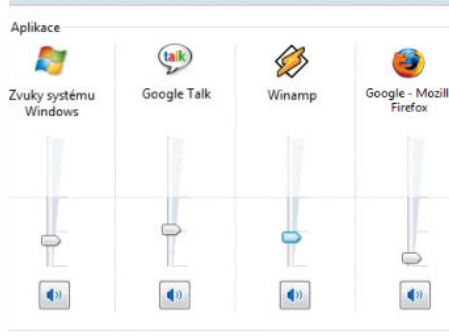 Aplikace
talk
Zvuky systému
Windows
Google Talk
Winamp
Google - Mozill
Firefox